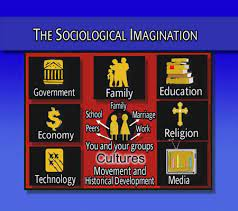 THE SOCIOLOGICAL IMAGINATION
Government
Family
Education
Family
School
Marriage
Peers
Work
Economy
Religion
You and your groups
Cultures
Technology
Movement and
Historical Development
Media